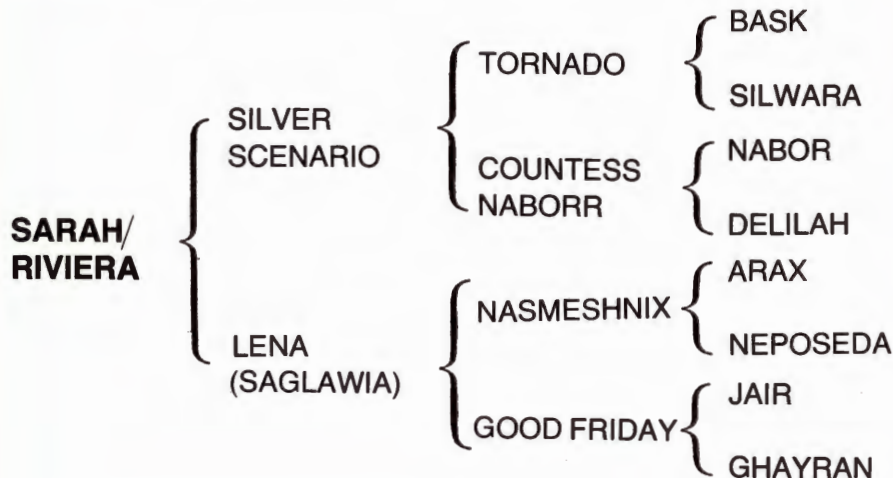 SARAH/
RIVIERA
SILVER
SCENARIO
LENA
(SAGLAWIA)
TORNADO
COUNTESS
NABORR
NASMESHNIX
GOOD FRIDAY
BASK
SILWARA
NABOR
DELILAH
ARAX
NEPOSEDA
JAIR
GHAYRAN